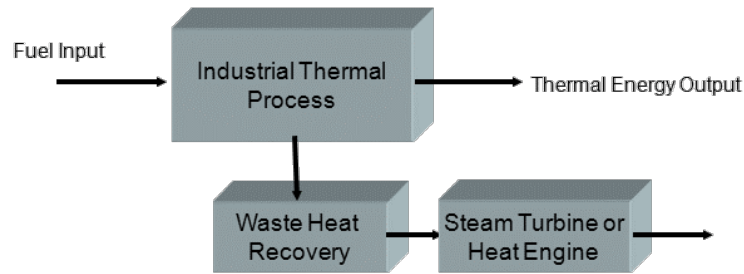 Fuel Input
Industrial Thermal
Process
Thermal Energy Output
Waste Heat
Recovery
Steam Turbine or
Heat Engine